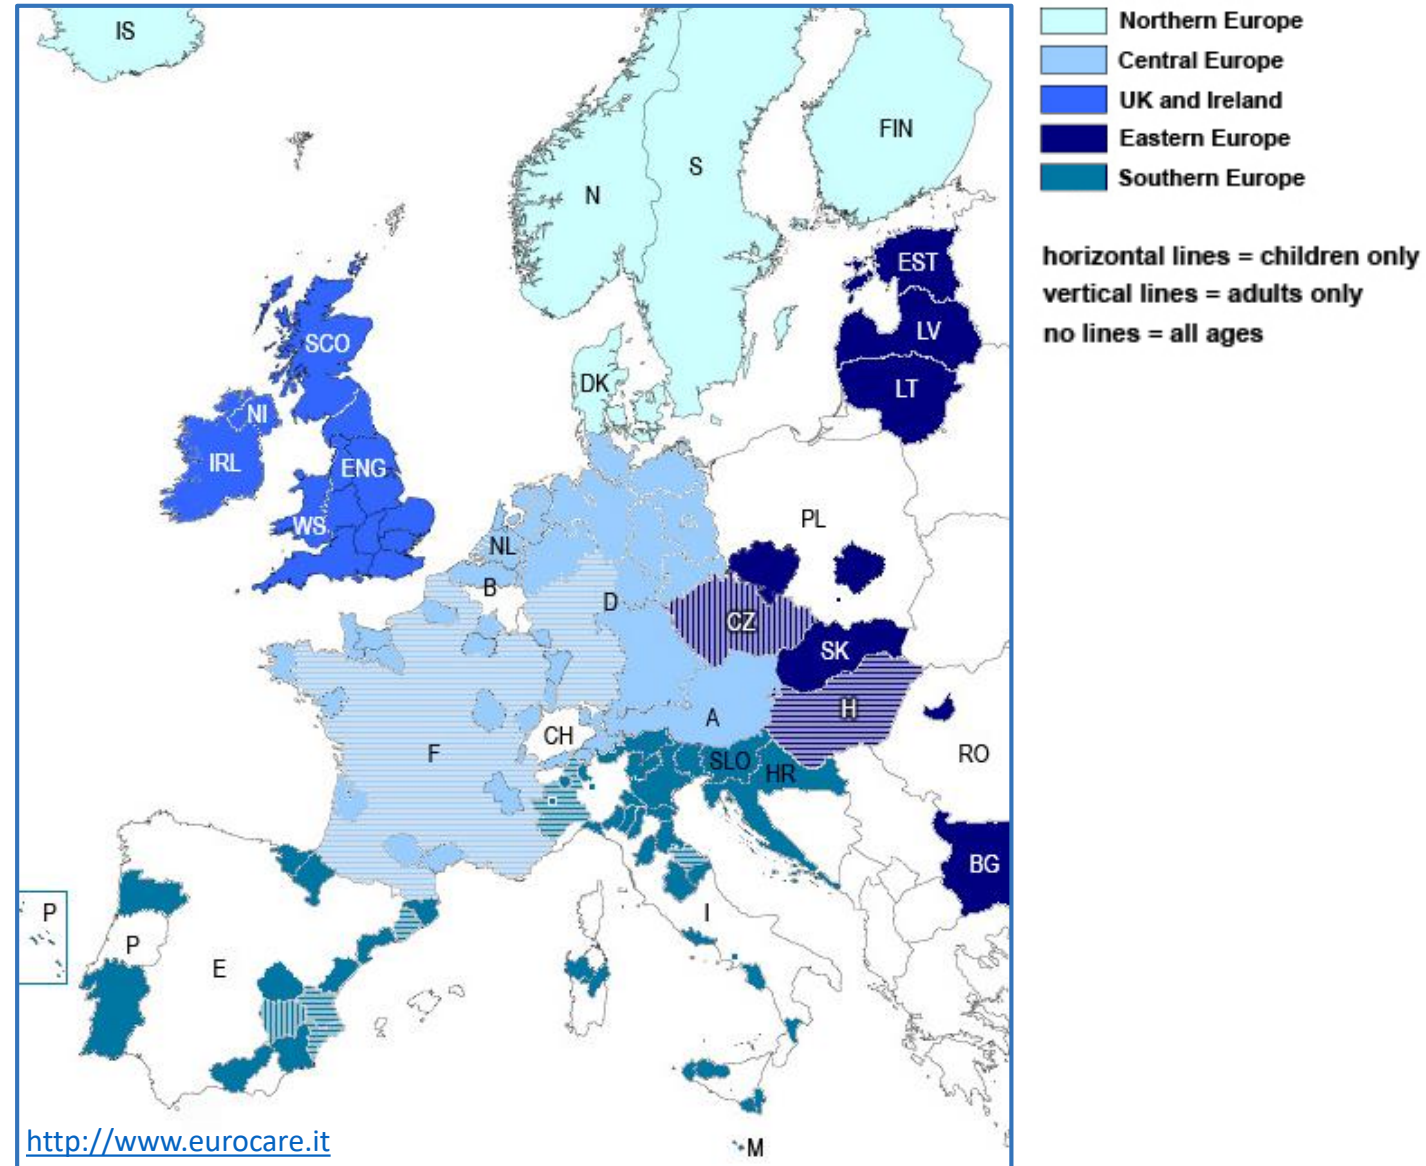 IS
Northern Europe
Central Europe
UK and Ireland
Eastern Europe
Southern Europe
horizontal lines = children only
vertical lines = adults only
no lines = all ages
FIN
S
N
EST
LV
LT
SCO
DK
NI
IRL
ENG
WS
PL
NL
B
D
CZ
SK
H
A
CH
F
SLO
HR
RO
BG
P
P
I
E
http://www.eurocare.it
M